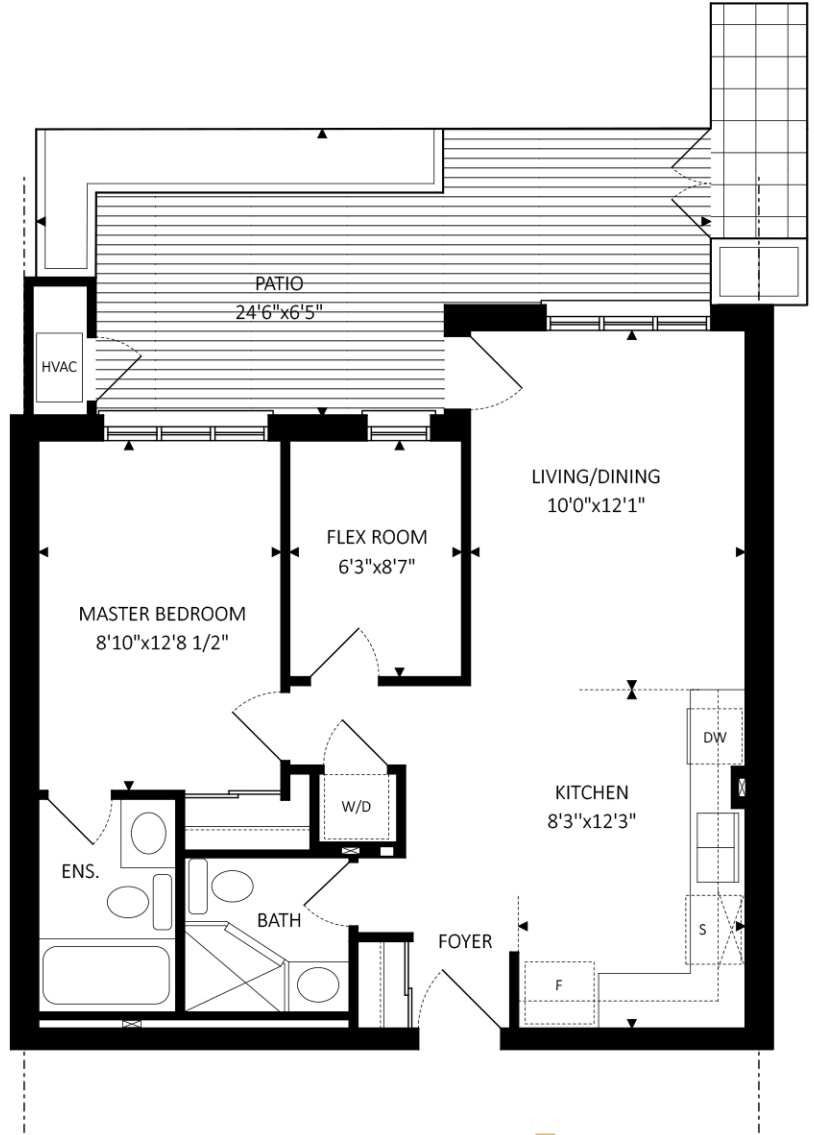 PATIO
24'6"x6'5"
HVAC
LIVING/DINING
10'0"x12'1"
FLEX ROOM
6'3"x8'7"
MASTER BEDROOM
8'10"x12'8 1/2"
DW
W/D
KITCHEN
8'3"x12'3"
ENS.
BATH
FOYER
S
F